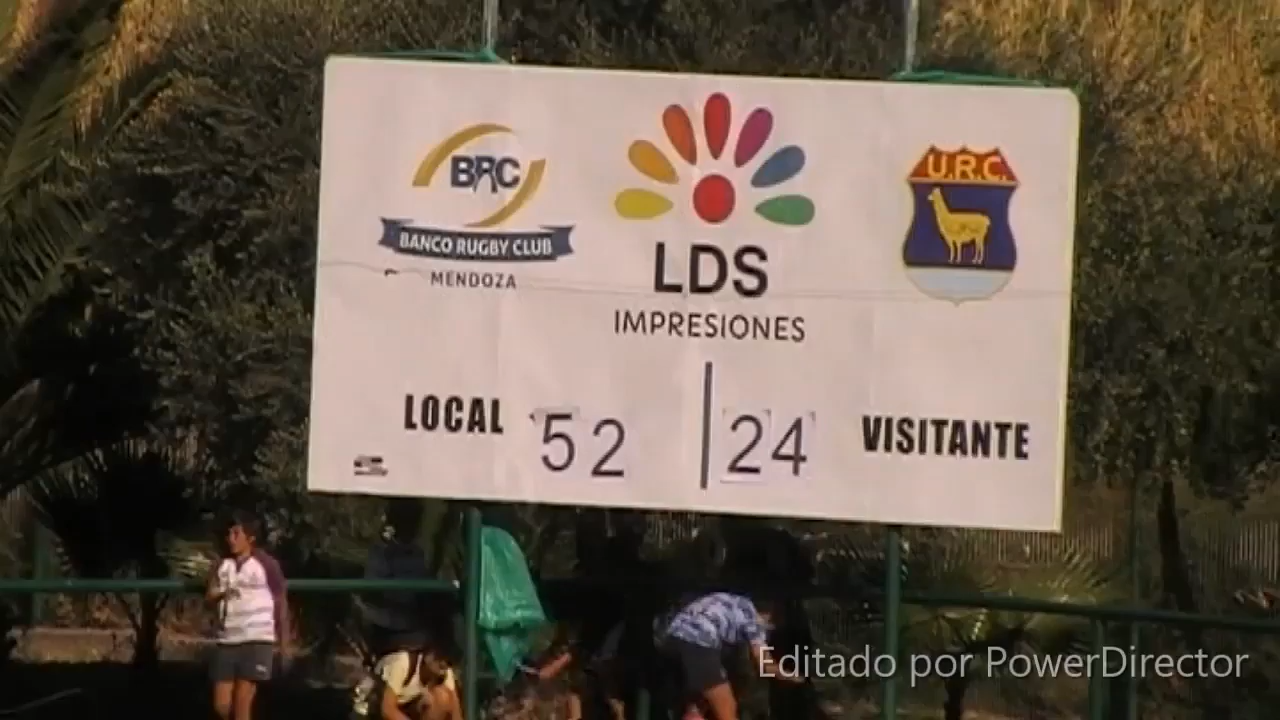 BRC
BANCO RUGBY CLUB
MENDOZA
LDS
IMPRESIONES
U.R.C.
LOCAL 52 | 24 VISITANTE
Editado por PowerDirector